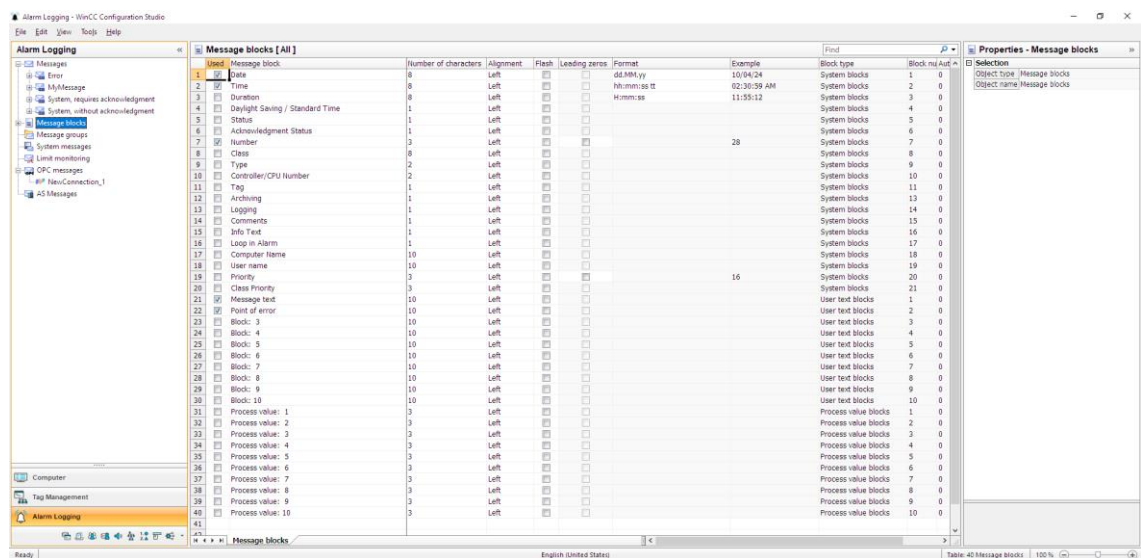 Alarm Logging - WinCC Configuration Studio
File Edit View Tools Help
Alarm Logging «
Messages
Error
MyMessage
System, requires acknowledgment
System, without acknowledgment
Message blocks
Message groups
System messages
Limit monitoring
OPC messages
NewConnection_1
AS Messages
Computer
Tag Management
Alarm Logging
Message blocks [ All ] Find
Used Message block Number of characters Alignment Flash Leading zeros Format Example Block type Block nu Aut
1 Date 8 Left dd.MM.yy 10/04/24 System blocks 1 0
2 Time 8 Left hh:mm:ss tt 02:30:59 AM System blocks 2 0
3 Duration 8 Left H:mm:ss 11:55:12 System blocks 3 0
4 Daylight Saving / Standard Time 1 Left System blocks 4 0
5 Status 1 Left System blocks 5 0
6 Acknowledgment Status 1 Left System blocks 6 0
7 Number 3 Left 28 System blocks 7 0
8 Class 8 Left System blocks 8 0
9 Type 2 Left System blocks 9 0
10 Controller/CPU Number 2 Left System blocks 10 0
11 Tag 1 Left System blocks 11 0
12 Archiving 1 Left System blocks 13 0
13 Logging 1 Left System blocks 14 0
14 Comments 1 Left System blocks 15 0
15 Info Text 1 Left System blocks 16 0
16 Loop in Alarm 1 Left System blocks 17 0
17 Computer Name 10 Left System blocks 18 0
18 User name 10 Left System blocks 19 0
19 Priority 3 Left 16 System blocks 20 0
20 Class Priority 3 Left System blocks 21 0
21 Message text 10 Left User text blocks 1 0
22 Point of error 10 Left User text blocks 2 0
23 Block: 3 10 Left User text blocks 3 0
24 Block: 4 10 Left User text blocks 4 0
25 Block: 5 10 Left User text blocks 5 0
26 Block: 6 10 Left User text blocks 6 0
27 Block: 7 10 Left User text blocks 7 0
28 Block: 8 10 Left User text blocks 8 0
29 Block: 9 10 Left User text blocks 9 0
30 Block: 10 10 Left User text blocks 10 0
31 Process value: 1 3 Left Process value blocks 1 0
32 Process value: 2 3 Left Process value blocks 2 0
33 Process value: 3 3 Left Process value blocks 3 0
34 Process value: 4 3 Left Process value blocks 4 0
35 Process value: 5 3 Left Process value blocks 5 0
36 Process value: 6 3 Left Process value blocks 6 0
37 Process value: 7 3 Left Process value blocks 7 0
38 Process value: 8 3 Left Process value blocks 8 0
39 Process value: 9 3 Left Process value blocks 9 0
40 Process value: 10 3 Left Process value blocks 10 0
41
Message blocks
Properties - Message blocks »
Selection
Object type Message blocks
Object name Message blocks
Ready English (United States) Table: 40 Message blocks 100 %